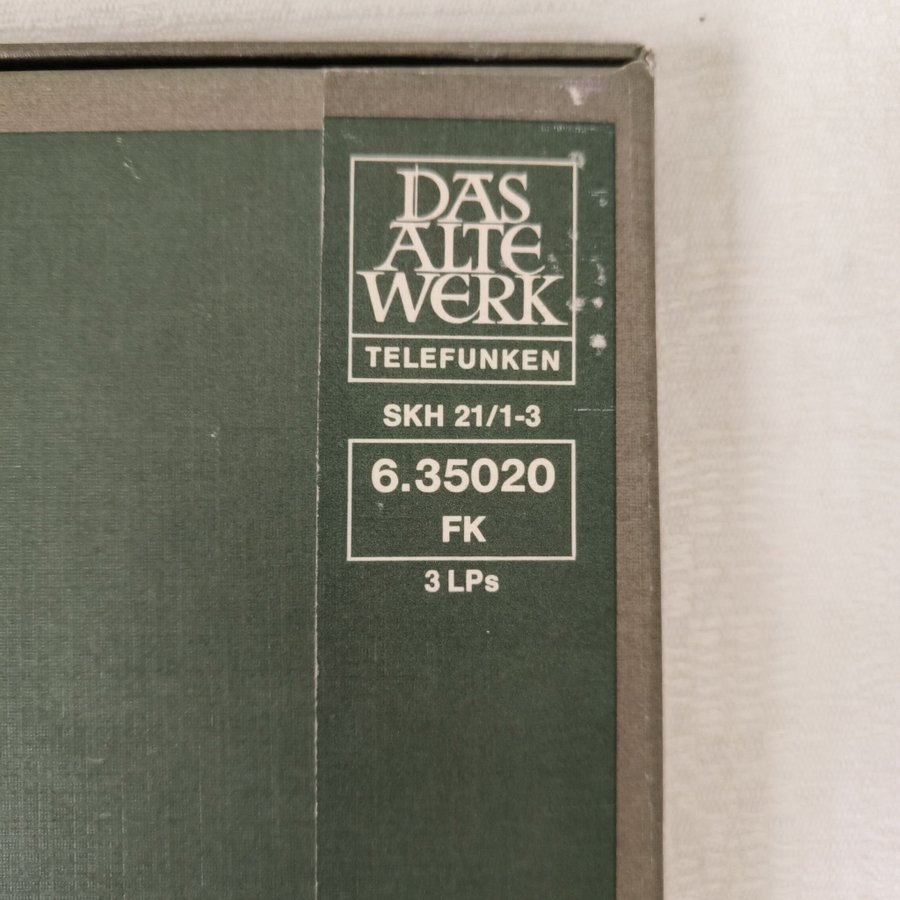 DAS
ALTE
WERK
TELEFUNKEN
SKH 21/1-3
6.35020
FK
3 LPs